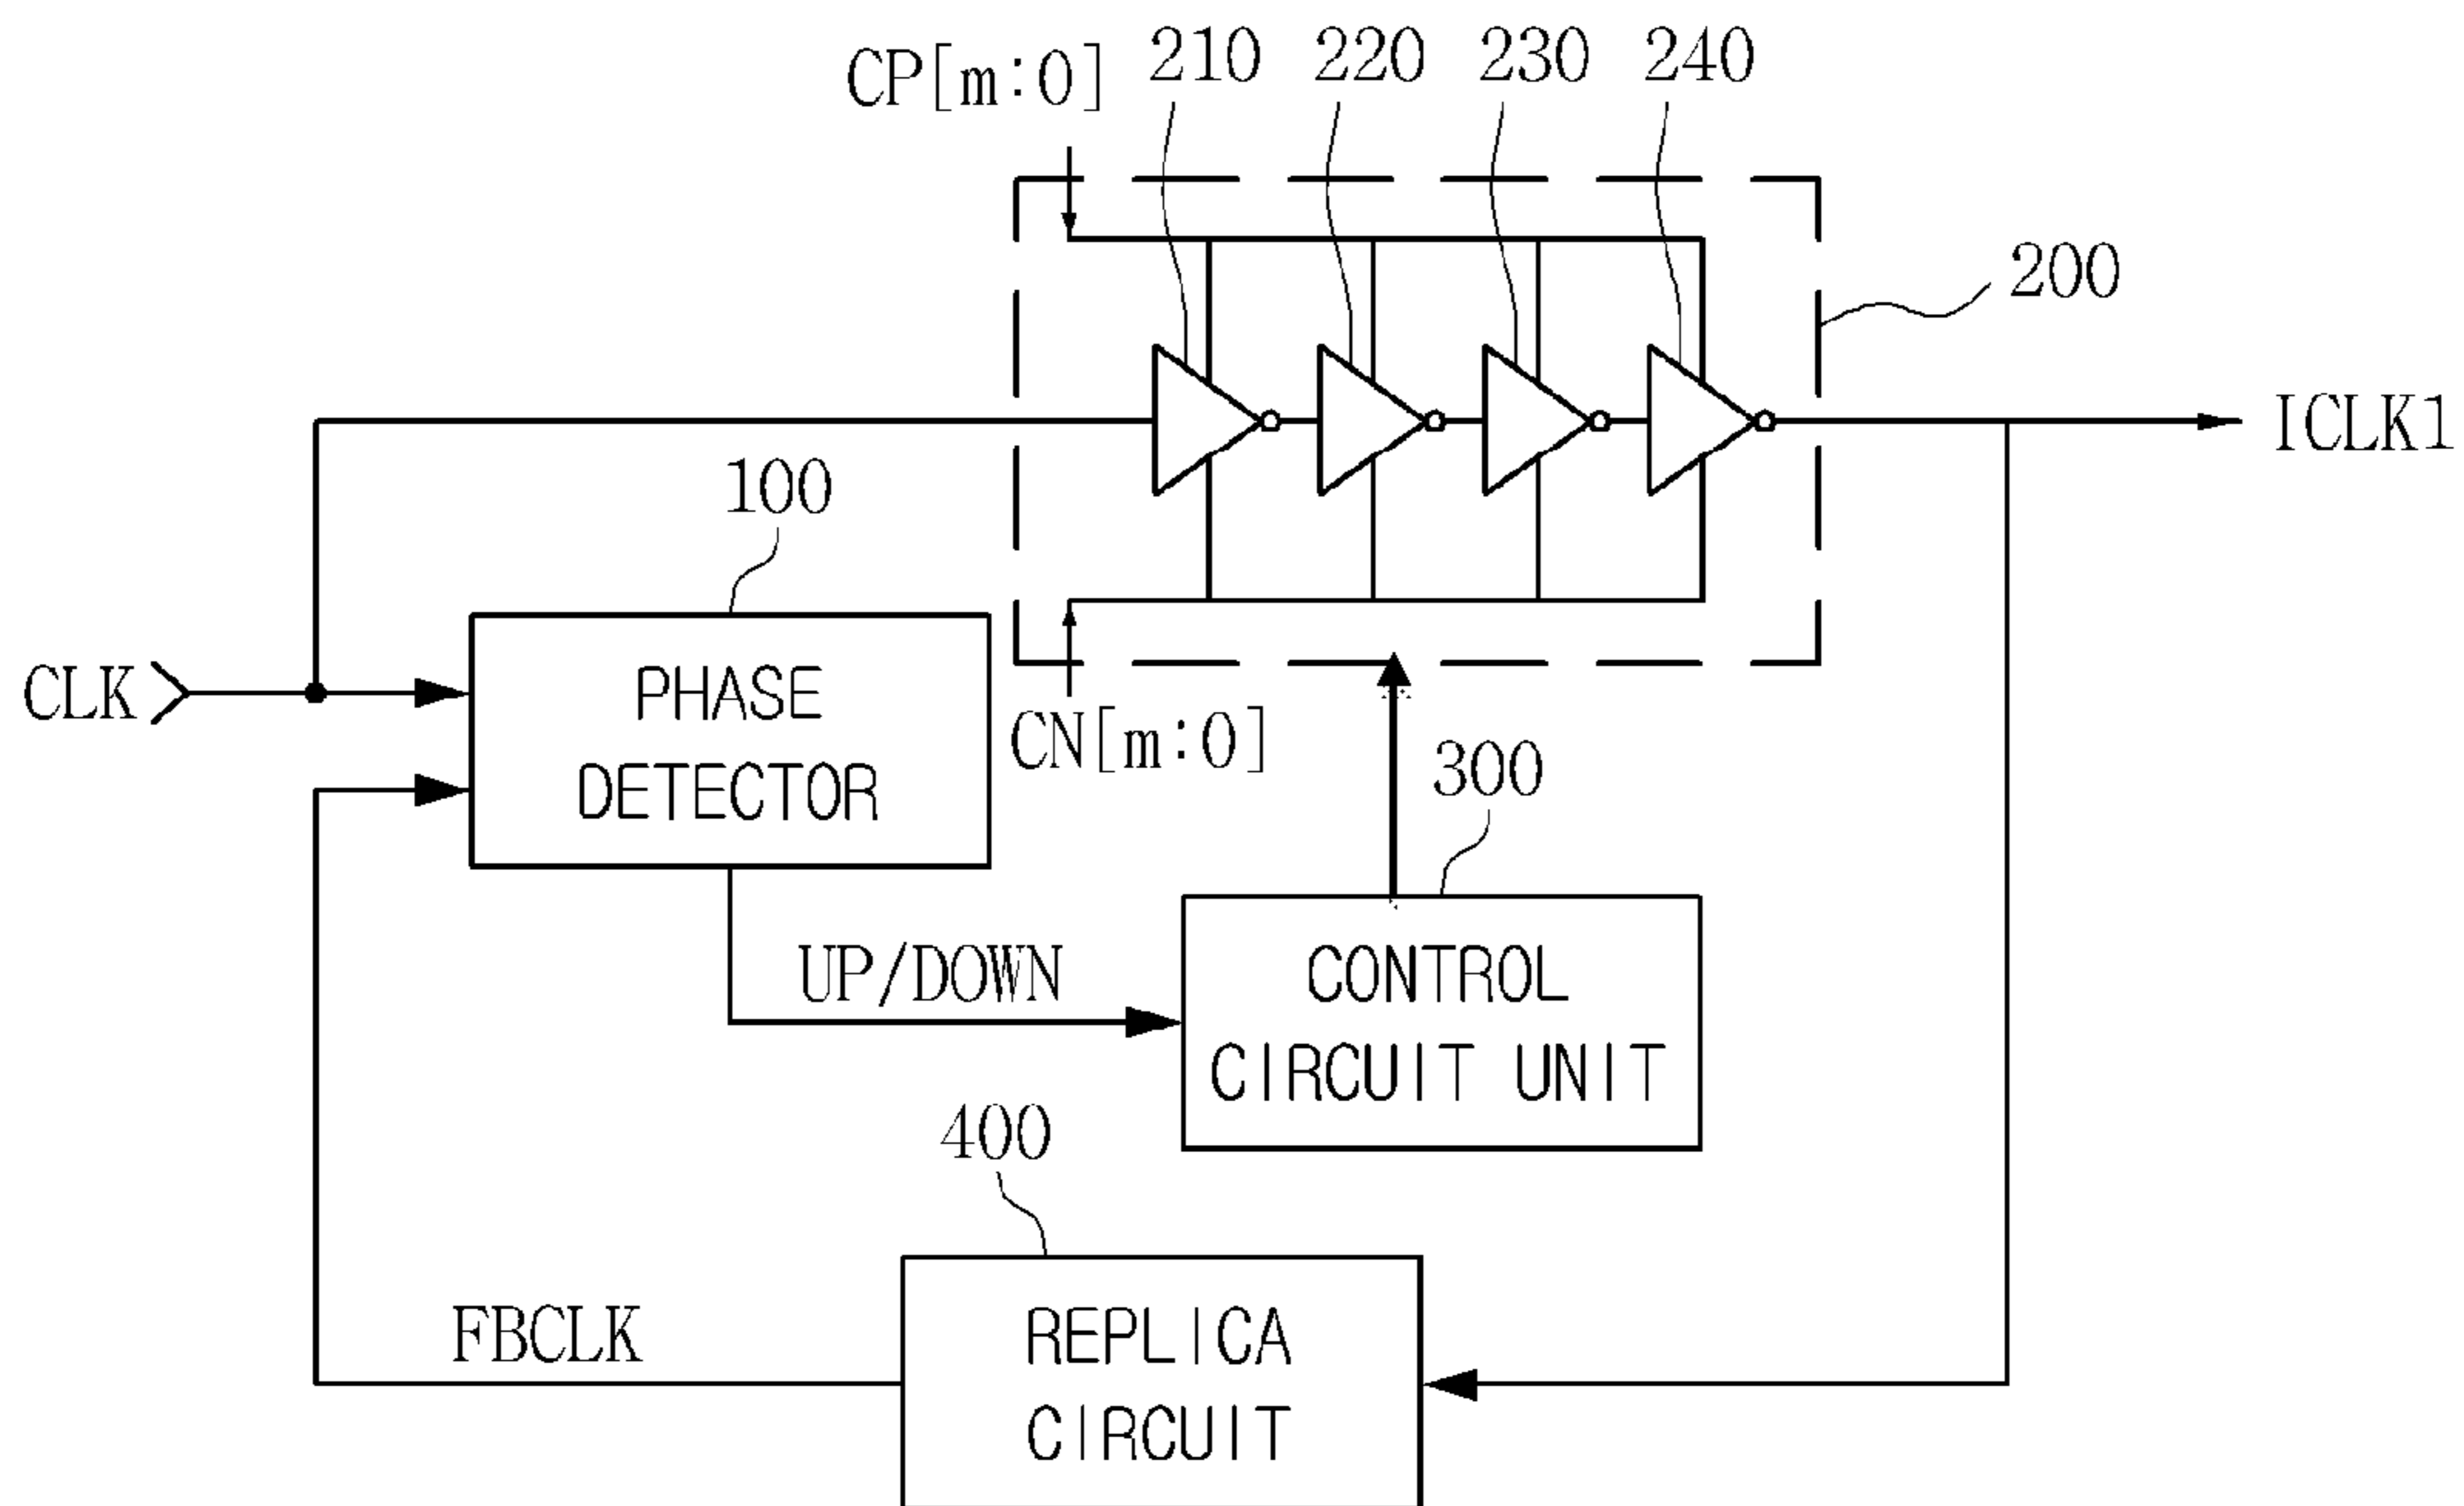 CP[m:0]
210
220
230
240
200
ICLK1
100
CLK
PHASE
DETECTOR
CN[m:0]
300
UP/DOWN
CONTROL
CIRCUIT UNIT
400
FBCLK
REPLICA
CIRCUIT